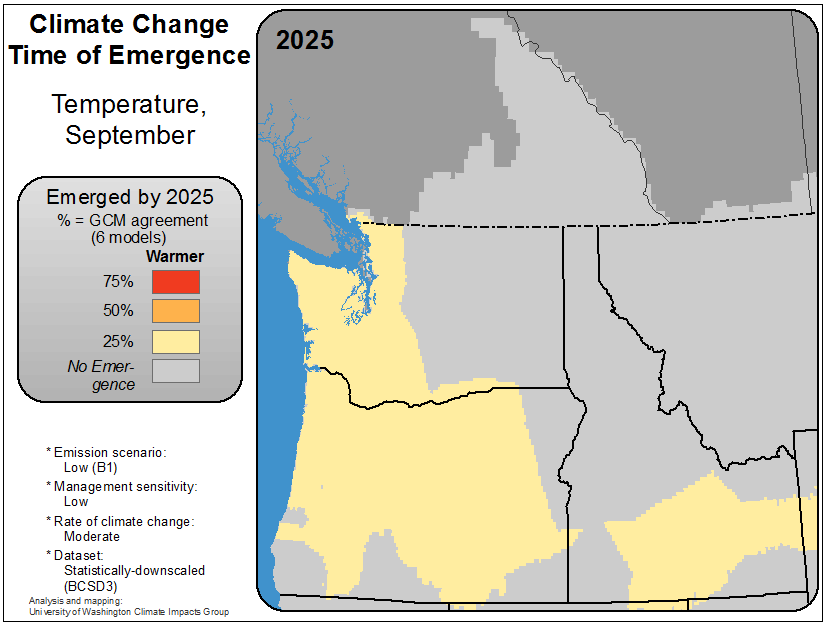 Climate Change
Time of Emergence
Temperature,
September
2025
Emerged by 2025
% = GCM agreement
(6 models)
Warmer
75%
50%
25%
No Emer-
gence
* Emission scenario:
Low (B1)
* Management sensitivity:
Low
* Rate of climate change:
Moderate
* Dataset:
Statistically-downscaled
(BCSD3)
Analysis and mapping:
University of Washington Climate Impacts Group